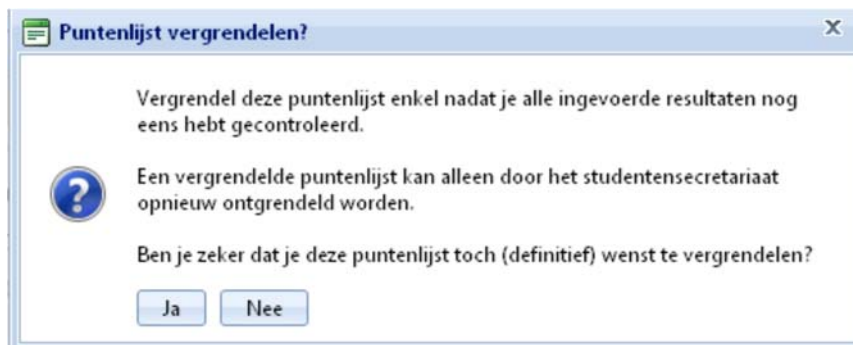 Puntenlijst vergrendelen?
Vergrendel deze puntenlijst enkel nadat je alle ingevoerde resultaten nog
eens hebt gecontroleerd.
Een vergrendelde puntenlijst kan alleen door het studentensecretariaat
opnieuw ontgrendeld worden.
Ben je zeker dat je deze puntenlijst toch (definitief) wenst te vergrendelen?
Ja Nee